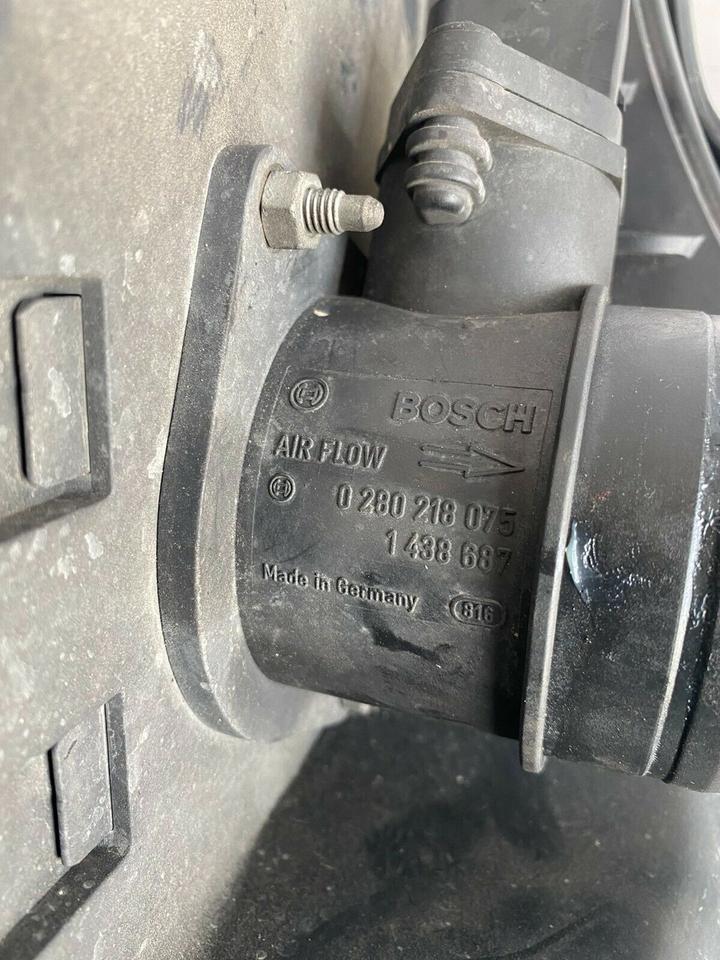 BOSCH
AIR FLOW
0 280 218 075
1 438 687
Made in Germany
816